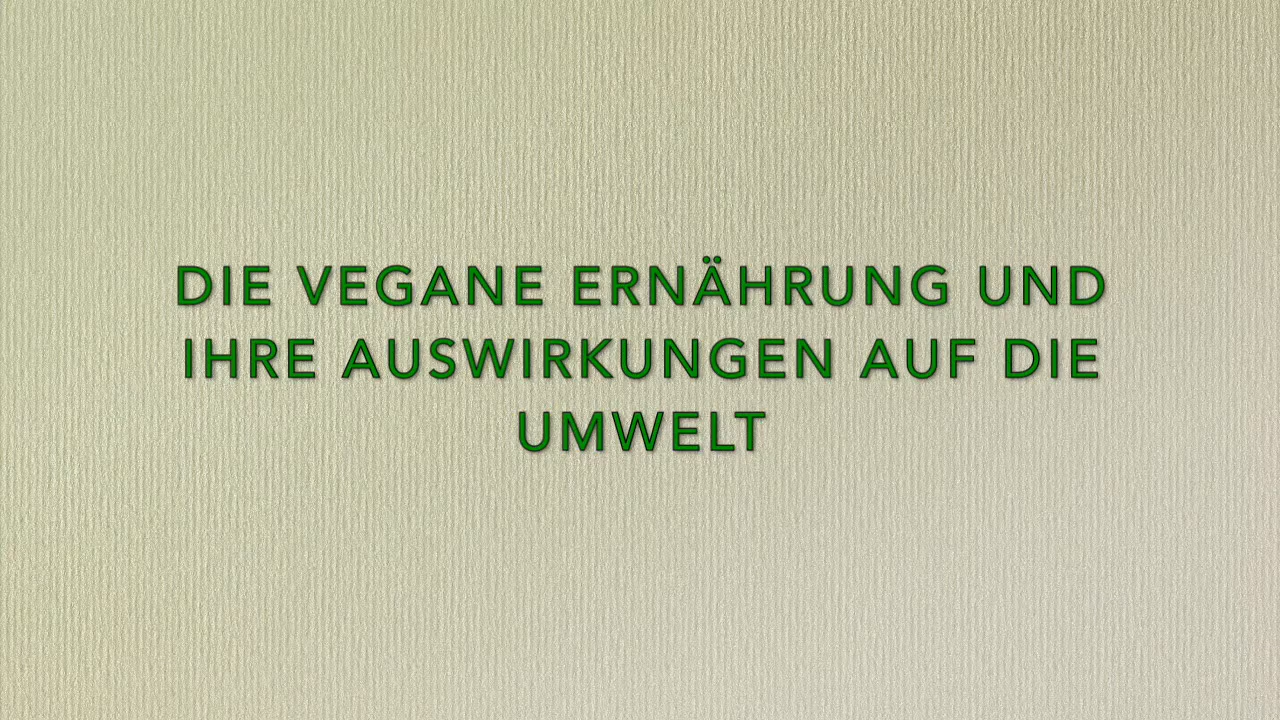 DIE VEGANE ERNÄHRUNG UND
IHRE AUSWIRKUNGEN AUF DIE
UMWELT